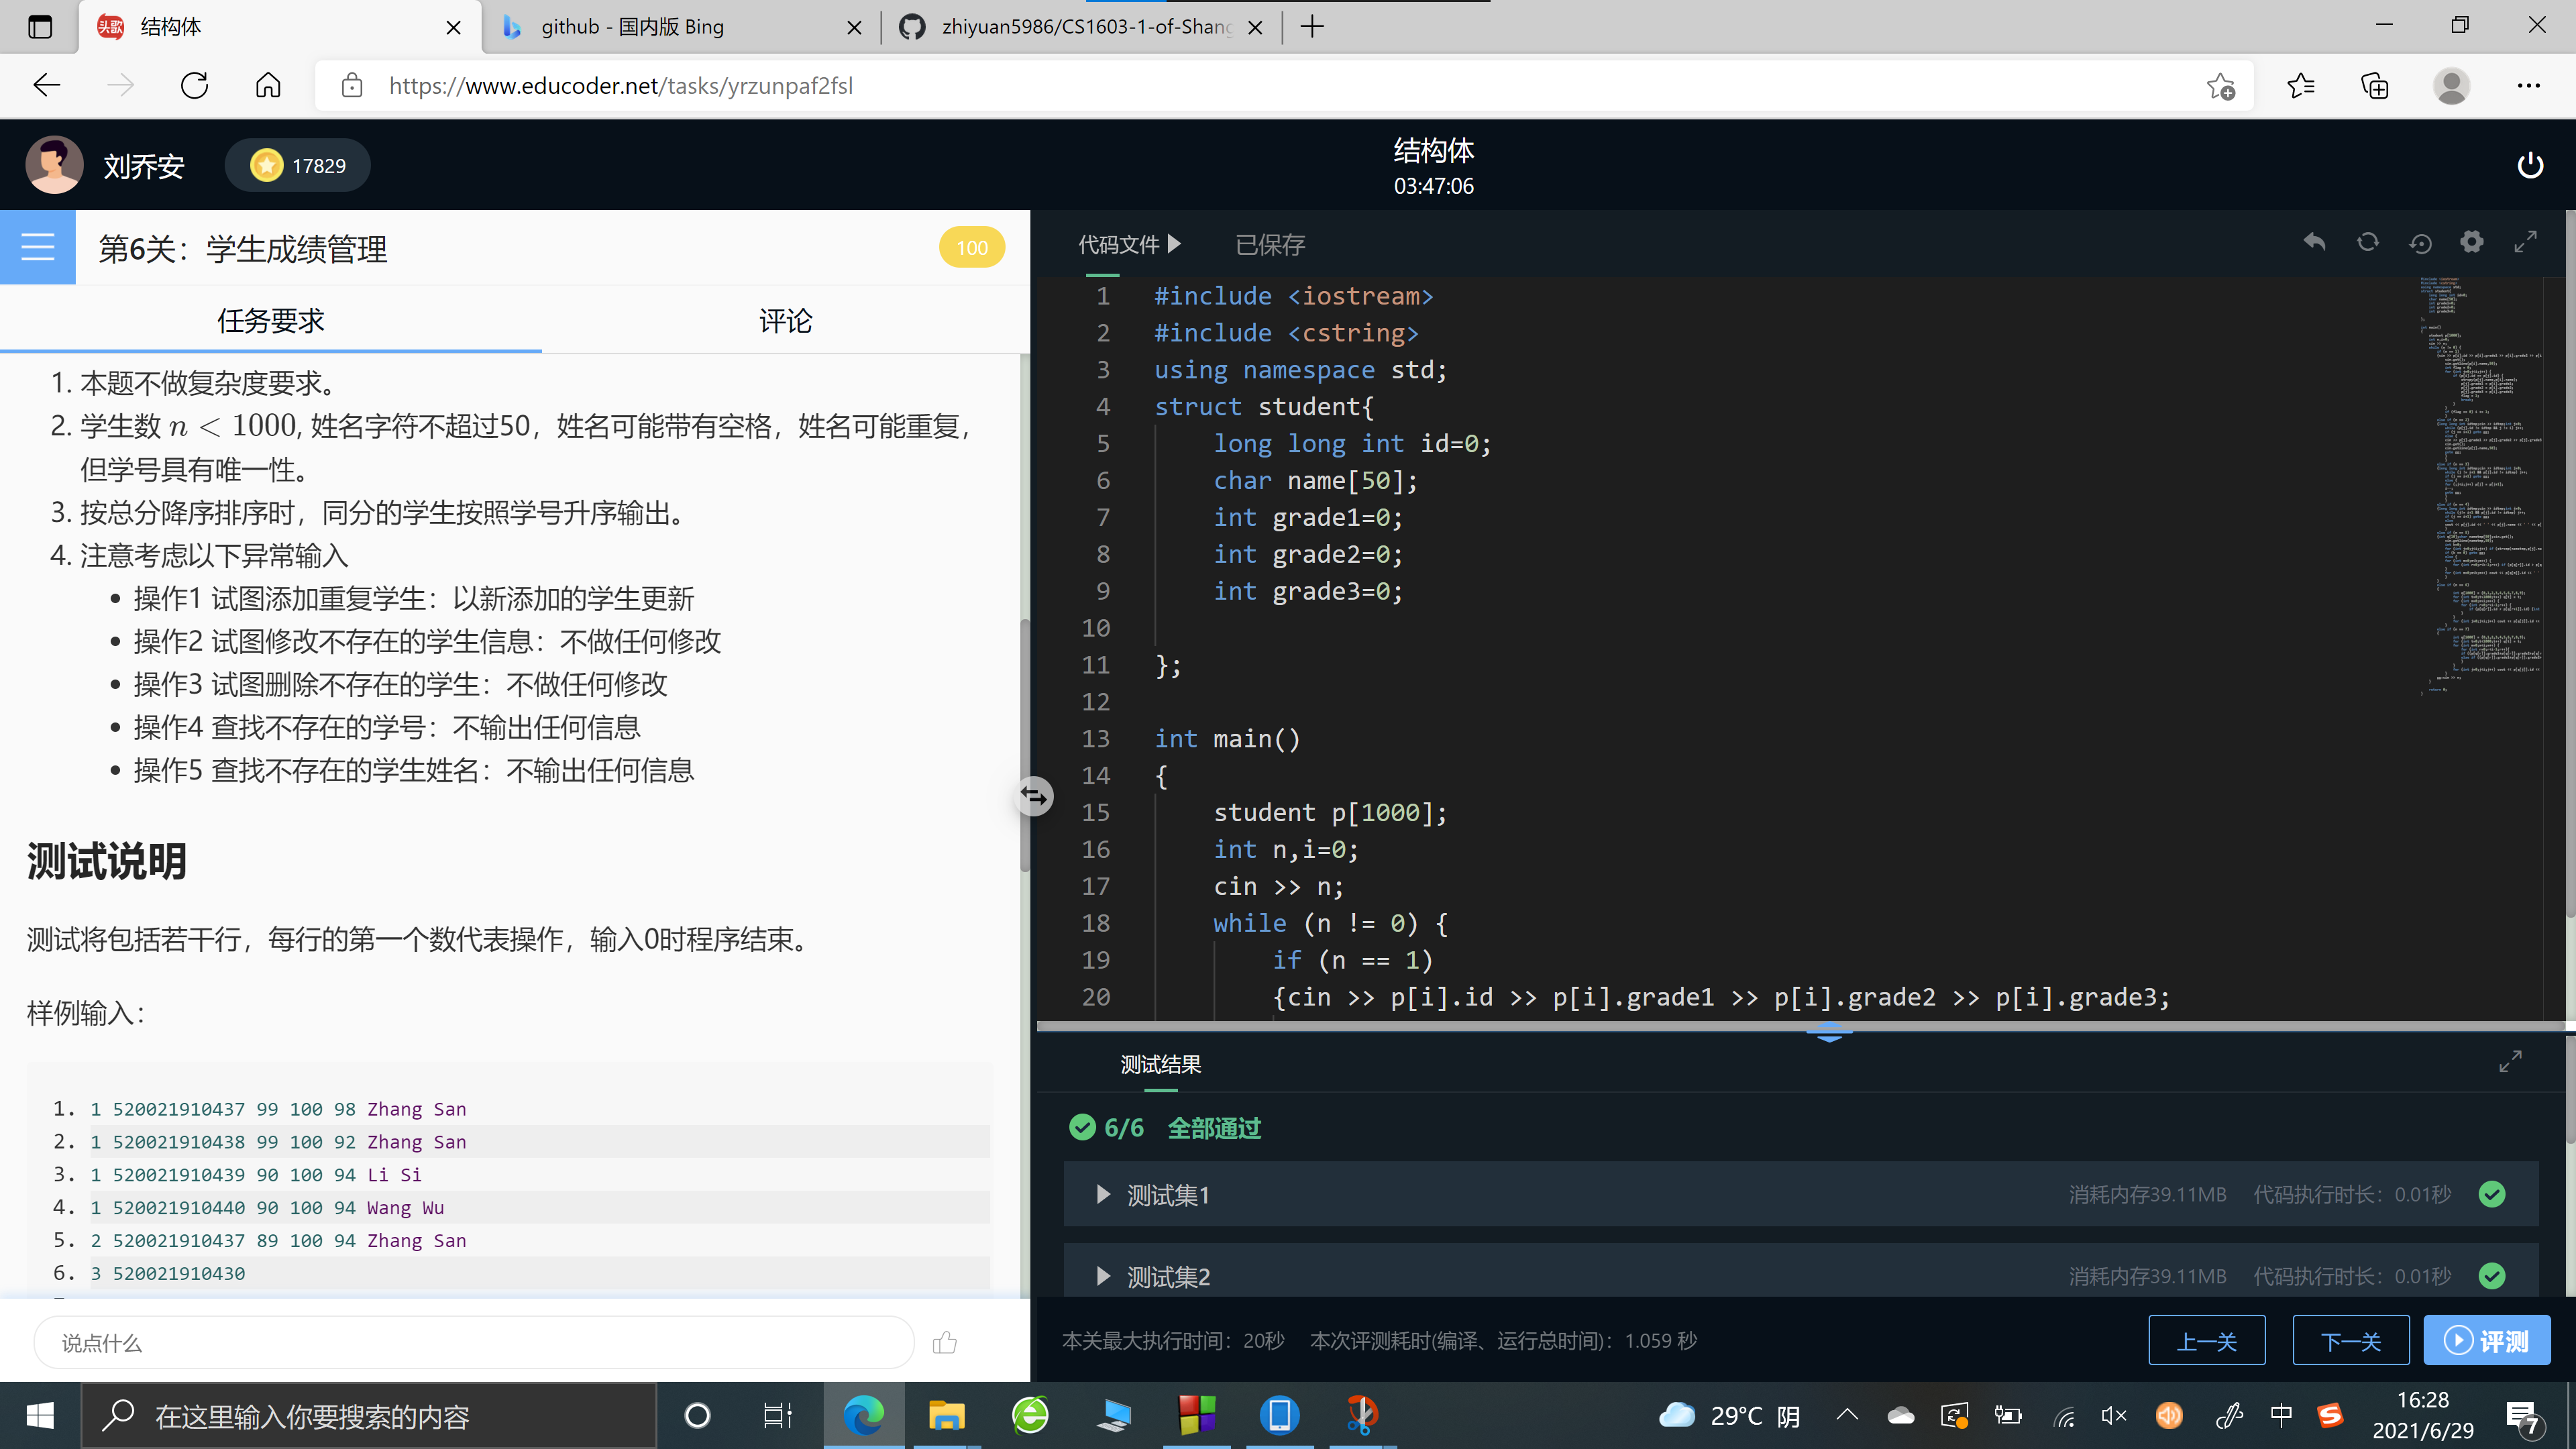 结构体
github - 国内版 Bing
zhiyuan5986/CS1603-1-of-Shang
https://www.educoder.net/tasks/yrzunpaf2fsl
刘乔安
17829
结构体
03:47:06
第6关：学生成绩管理
100
任务要求
评论
1. 本题不做复杂度要求。
2. 学生数 n < 1000, 姓名字符不超过50，姓名可能带有空格，姓名可能重复，
但学号具有唯一性。
3. 按总分降序排序时，同分的学生按照学号升序输出。
4. 注意考虑以下异常输入
• 操作1 试图添加重复学生：以新添加的学生更新
• 操作2 试图修改不存在的学生信息：不做任何修改
• 操作3 试图删除不存在的学生：不做任何修改
• 操作4 查找不存在的学号：不输出任何信息
• 操作5 查找不存在的学生姓名：不输出任何信息
测试说明
测试将包括若干行，每行的第一个数代表操作，输入0时程序结束。
样例输入：
1. 1 520021910437 99 100 98 Zhang San
2. 1 520021910438 99 100 92 Zhang San
3. 1 520021910439 90 100 94 Li Si
4. 1 520021910440 90 100 94 Wang Wu
5. 2 520021910437 89 100 94 Zhang San
6. 3 520021910430
说点什么
代码文件
已保存
1 #include <iostream>
2 #include <cstring>
3 using namespace std;
4 struct student{
5 long long int id=0;
6 char name[50];
7 int grade1=0;
8 int grade2=0;
9 int grade3=0;
10
11 };
12
13 int main()
14 {
15 student p[1000];
16 int n,i=0;
17 cin >> n;
18 while (n != 0) {
19 if (n == 1)
20 {cin >> p[i].id >> p[i].grade1 >> p[i].grade2 >> p[i].grade3;
测试结果
6/6 全部通过
测试集1
消耗内存39.11MB 代码执行时长：0.01秒
测试集2
消耗内存39.11MB 代码执行时长：0.01秒
本关最大执行时间：20秒 本次评测耗时(编译、运行总时间)：1.059 秒
上一关
下一关
评测
在这里输入你要搜索的内容
29°C 阴
中
16:28
2021/6/29
7